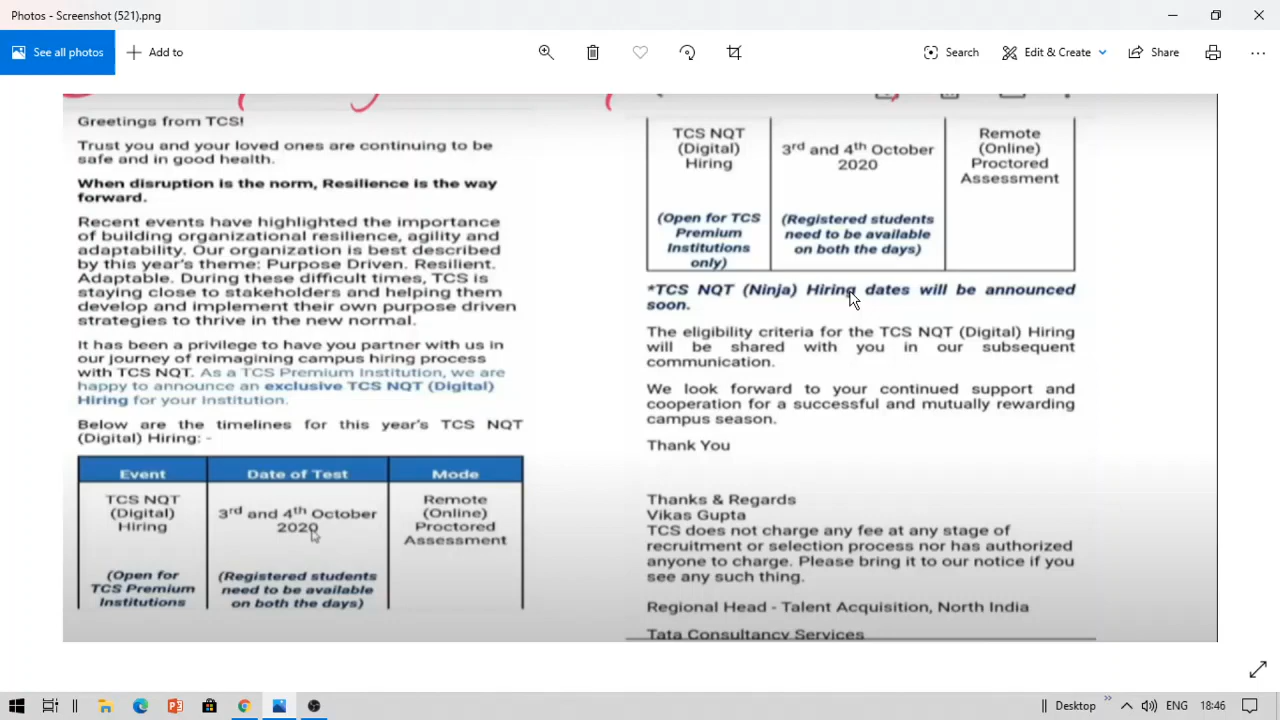 Photos - Screenshot (521).png
See all photos
Add to
Search
Edit & Create
Share
Greetings from TCS!
Trust you and your loved ones are continuing to be
safe and in good health.
When disruption is the norm, Resilience is the way
forward.
Recent events have highlighted the importance
of building organizational resilience, agility and
adaptability. Our organization is best described
by this year's theme: Purpose Driven. Resilient.
Adaptable. During these difficult times, TCS is
staying close to stakeholders and helping them
develop and implement their own purpose driven
strategies to thrive in the new normal.
It has been a privilege to have you partner with us in
our journey of reimagining campus hiring process
with TCS NQT. As a TCS Premium Institution, we are
happy to announce an exclusive TCS NQT (Digital)
Hiring for your Institution.
Below are the timelines for this year's TCS NQT
(Digital) Hiring: -
Event Date of Test Mode
TCS NQT
(Digital)
Hiring
(Open for
TCS Premium
Institutions
3rd and 4th October
2020
(Registered students
need to be available
on both the days)
Remote
(Online)
Proctored
Assessment
TCS NQT
(Digital)
Hiring
(Open for TCS
Premium
Institutions
only)
3rd and 4th October
2020
(Registered students
need to be available
on both the days)
Remote
(Online)
Proctored
Assessment
*TCS NQT (Ninja) Hiring dates will be announced
soon.
The eligibility criteria for the TCS NQT (Digital) Hiring
will be shared with you in our subsequent
communication.
We look forward to your continued support and
cooperation for a successful and mutually rewarding
campus season.
Thank You
Thanks & Regards
Vikas Gupta
TCS does not charge any fee at any stage of
recruitment or selection process nor has authorized
anyone to charge. Please bring it to our notice if you
see any such thing.
Regional Head - Talent Acquisition, North India
Tata Consultancy Services
Desktop
ENG
18:46